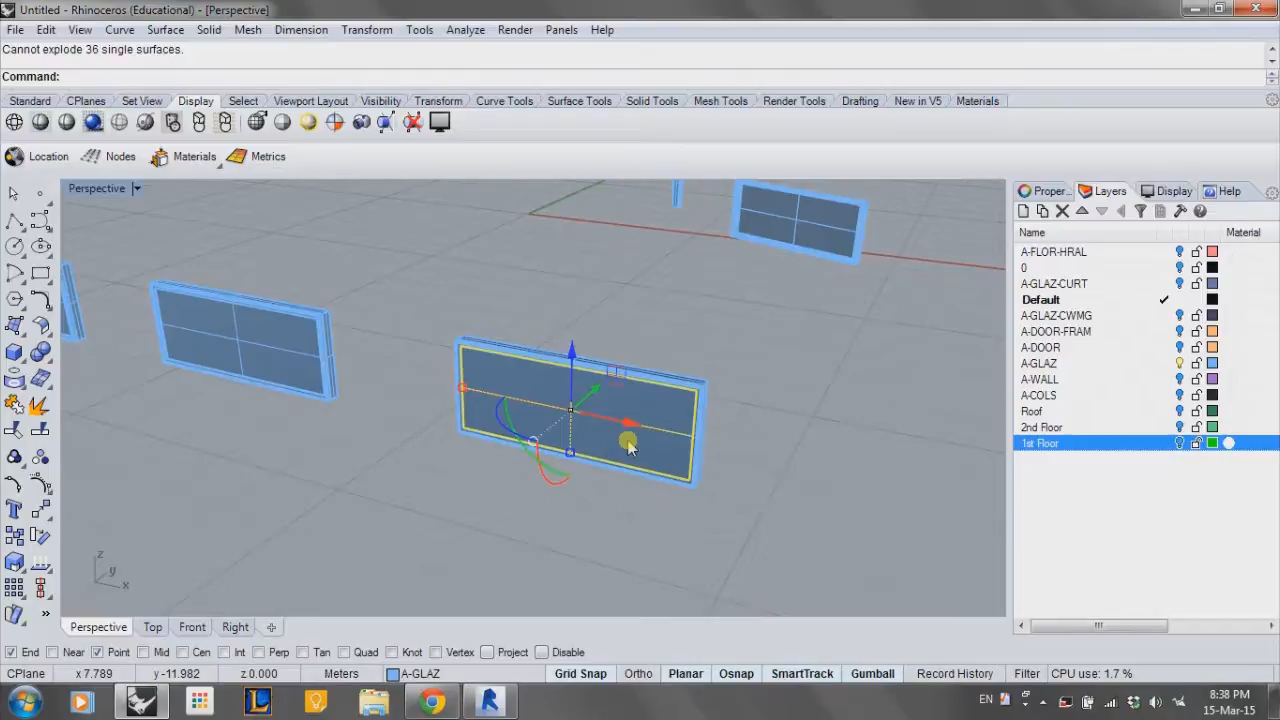 Untitled - Rhinoceros (Educational) - [Perspective]
File Edit View Curve Surface Solid Mesh Dimension Transform Tools Analyze Render Panels Help
Cannot explode 36 single surfaces.
Command:
Standard CPlanes Set View Display Select Viewport Layout Visibility Transform Curve Tools Surface Tools Solid Tools Mesh Tools Render Tools Drafting New in V5 Materials
Location Nodes Materials Metrics
Perspective
Proper... Layers Display Help
Name Material
A-FLOR-HRAL
0
A-GLAZ-CURT
Default
A-GLAZ-CWMG
A-DOOR-FRAM
A-DOOR
A-GLAZ
A-WALL
A-COLS
Roof
2nd Floor
1st Floor
z
y
x
Perspective Top Front Right
End Near Point Mid Cen Int Perp Tan Quad Knot Vertex Project Disable
CPlane x 7.789 y -11.982 z 0.000 Meters A-GLAZ Grid Snap Ortho Planar Osnap SmartTrack Gumball Record History Filter CPU use: 1.7 %
EN 8:38 PM
15-Mar-15